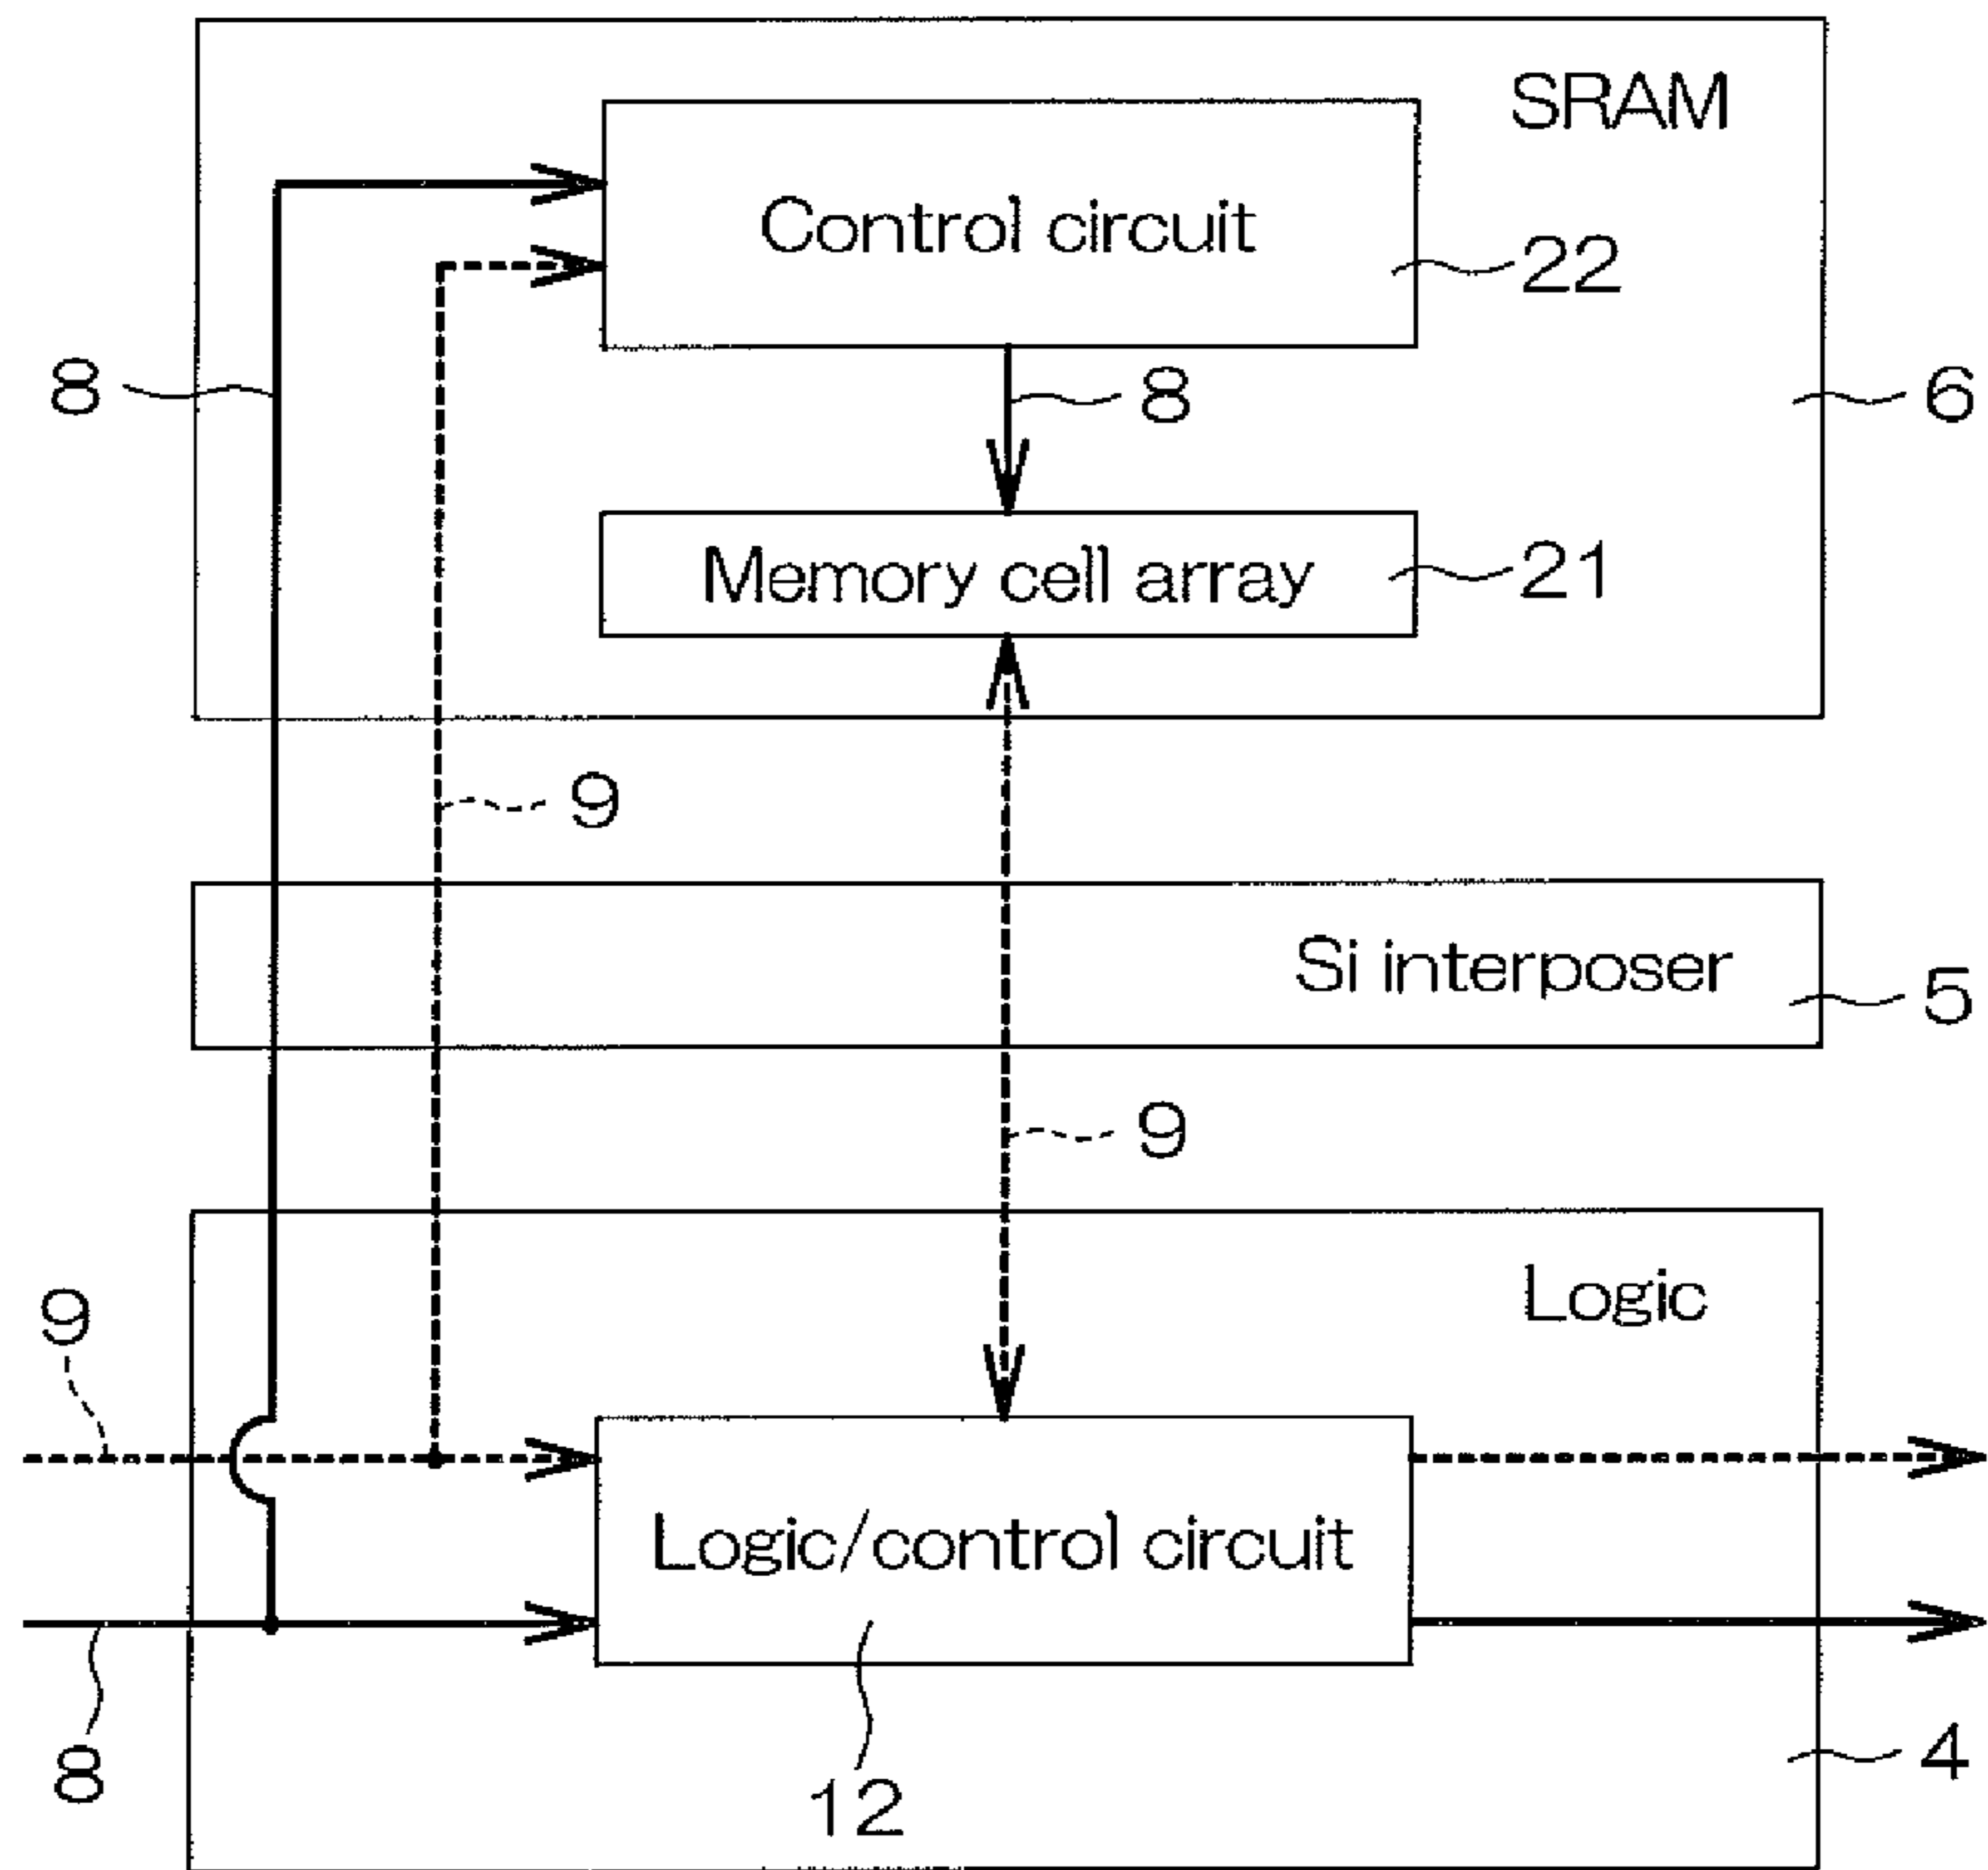 SRAM
Control circuit
22
8
8
6
Memory cell array
21
9
Si interposer
5
9
Logic
9
Logic/control circuit
8
12
4